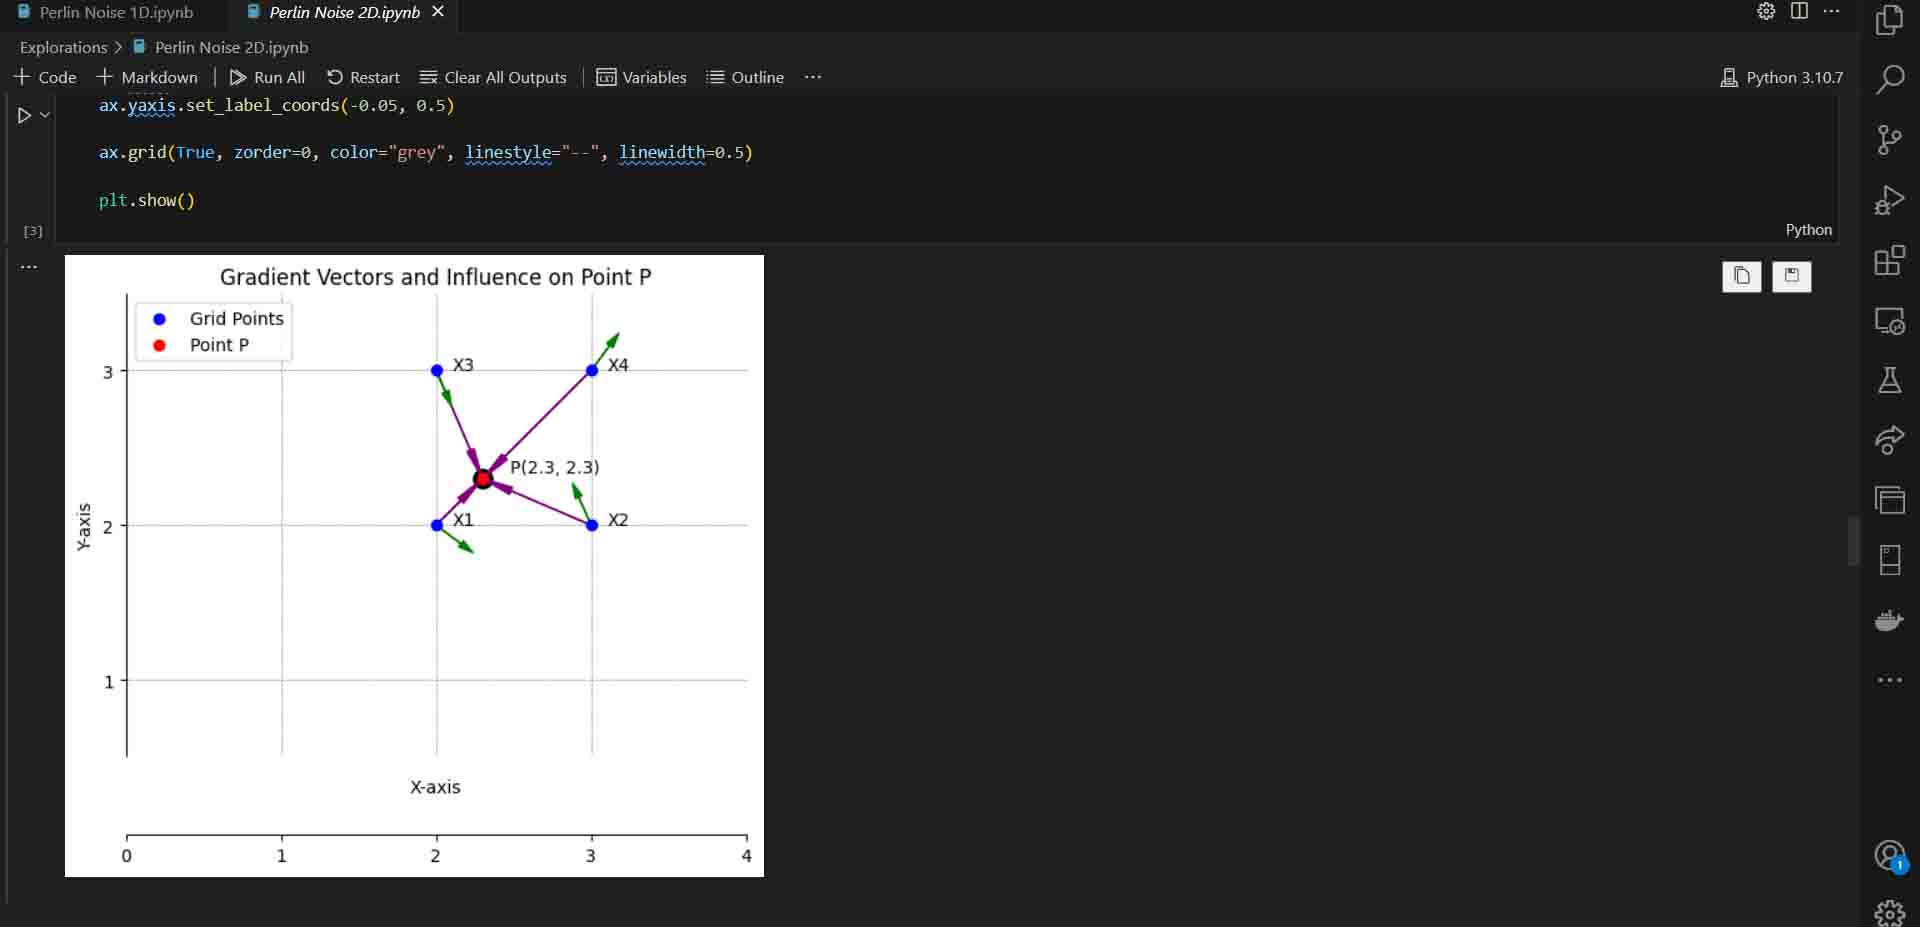 Perlin Noise 1D.ipynb
Perlin Noise 2D.ipynb
Explorations > Perlin Noise 2D.ipynb
+ Code + Markdown | Run All Restart Clear All Outputs | Variables Outline ...
Python 3.10.7
ax.yaxis.set_label_coords(-0.05, 0.5)
ax.grid(True, zorder=0, color="grey", linestyle="--", linewidth=0.5)
plt.show()
[3]
Python
Gradient Vectors and Influence on Point P
Grid Points
Point P
X3
X4
3
P(2.3, 2.3)
X1
X2
2
Y-axis
1
X-axis
0 1 2 3 4
1